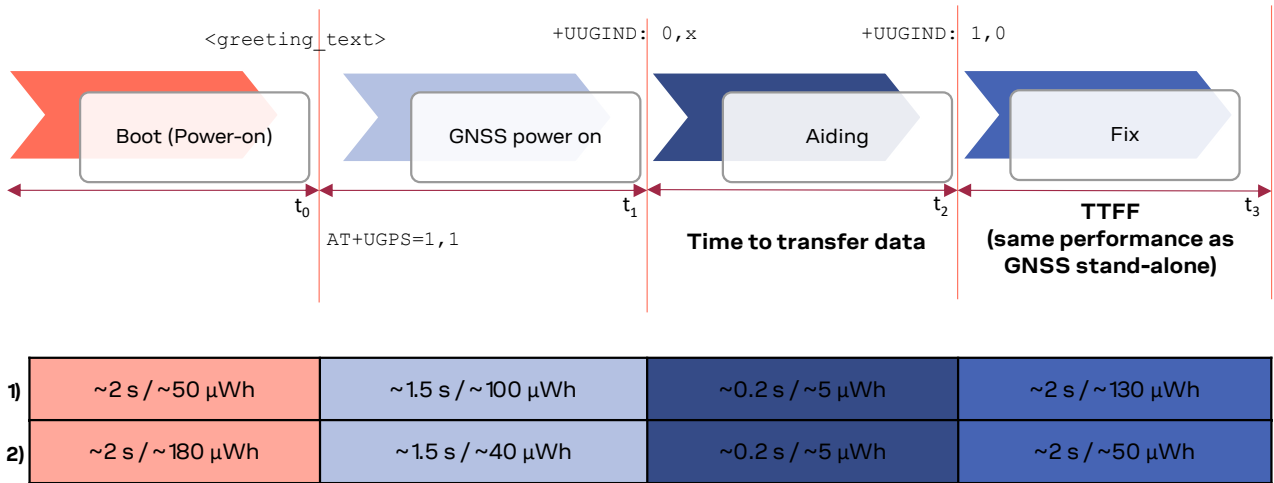 <greeting_text>
+UUGIND: 0,x
+UUGIND: 1,0
Boot (Power-on)
GNSS power on
Aiding
Fix
t0
t1
t2
t3
AT+UGPS=1,1
Time to transfer data
TTFF
(same performance as
GNSS stand-alone)
1) ~2 s / ~50 µWh ~1.5 s / ~100 µWh ~0.2 s / ~5 µWh ~2 s / ~130 µWh
2) ~2 s / ~180 µWh ~1.5 s / ~40 µWh ~0.2 s / ~5 µWh ~2 s / ~50 µWh